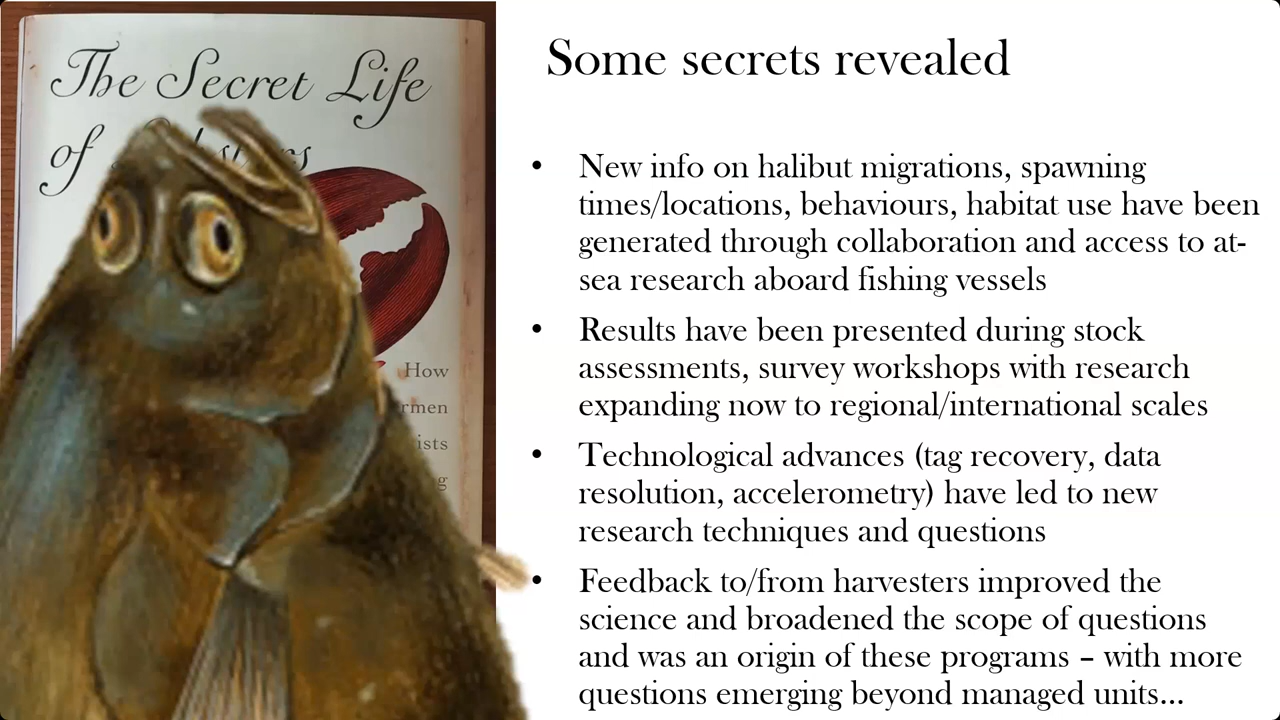 The Secret Life
of
How
rmen
ists
g
Some secrets revealed
• New info on halibut migrations, spawning
times/locations, behaviours, habitat use have been
generated through collaboration and access to at-
sea research aboard fishing vessels
• Results have been presented during stock
assessments, survey workshops with research
expanding now to regional/international scales
• Technological advances (tag recovery, data
resolution, accelerometry) have led to new
research techniques and questions
• Feedback to/from harvesters improved the
science and broadened the scope of questions
and was an origin of these programs – with more
questions emerging beyond managed units...